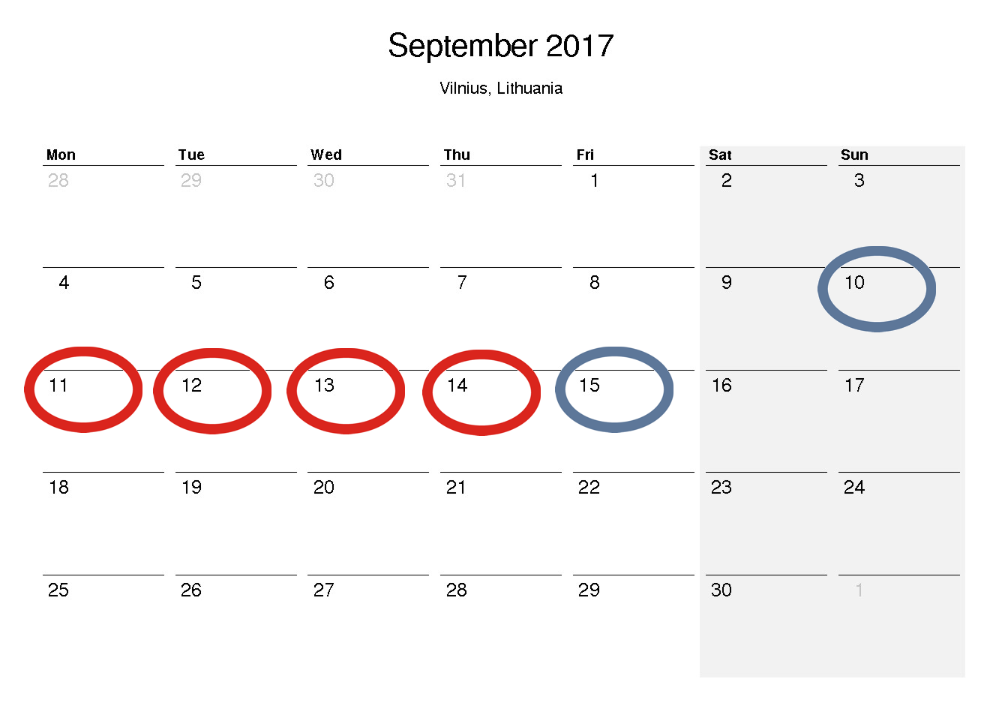 September 2017
Vilnius, Lithuania
Mon Tue Wed Thu Fri Sat Sun
28 29 30 31 1 2 3
4 5 6 7 8 9 10
11 12 13 14 15 16 17
18 19 20 21 22 23 24
25 26 27 28 29 30 1